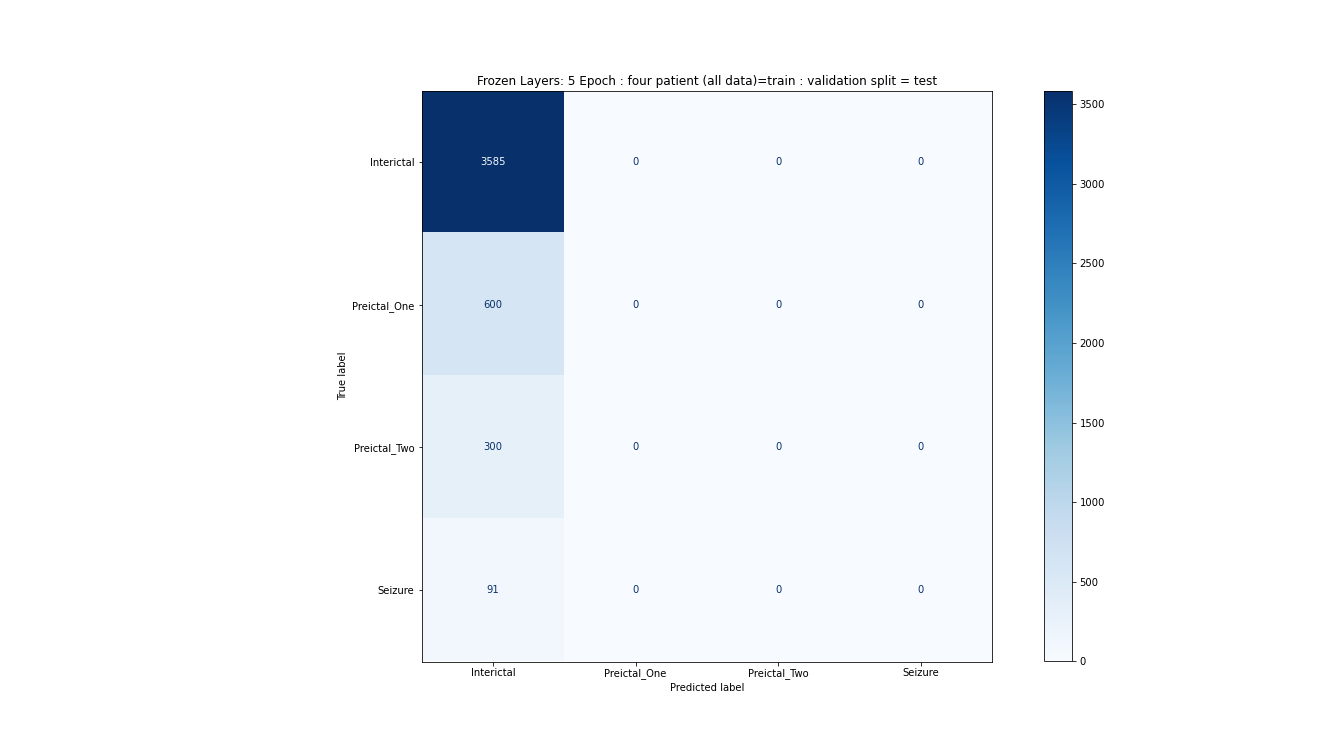 Frozen Layers: 5 Epoch : four patient (all data)=train : validation split = test
Interictal
3585 0 0 0
Preictal_One
600 0 0 0
Preictal_Two
300 0 0 0
Seizure
91 0 0 0
True label
Interictal Preictal_One Preictal_Two Seizure
Predicted label
3500
3000
2500
2000
1500
1000
500
0